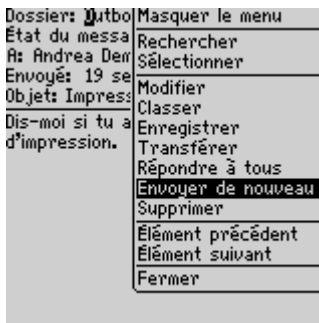 Dossier: Outbo
État du messa
A: Andrea Dem
Envoyé: 19 se
Objet: Impress
Dis-moi si tu a
d'impression.
Masquer le menu
Rechercher
Sélectionner
Modifier
Classer
Enregistrer
Transférer
Répondre à tous
Envoyer de nouveau
Supprimer
Élément précédent
Élément suivant
Fermer